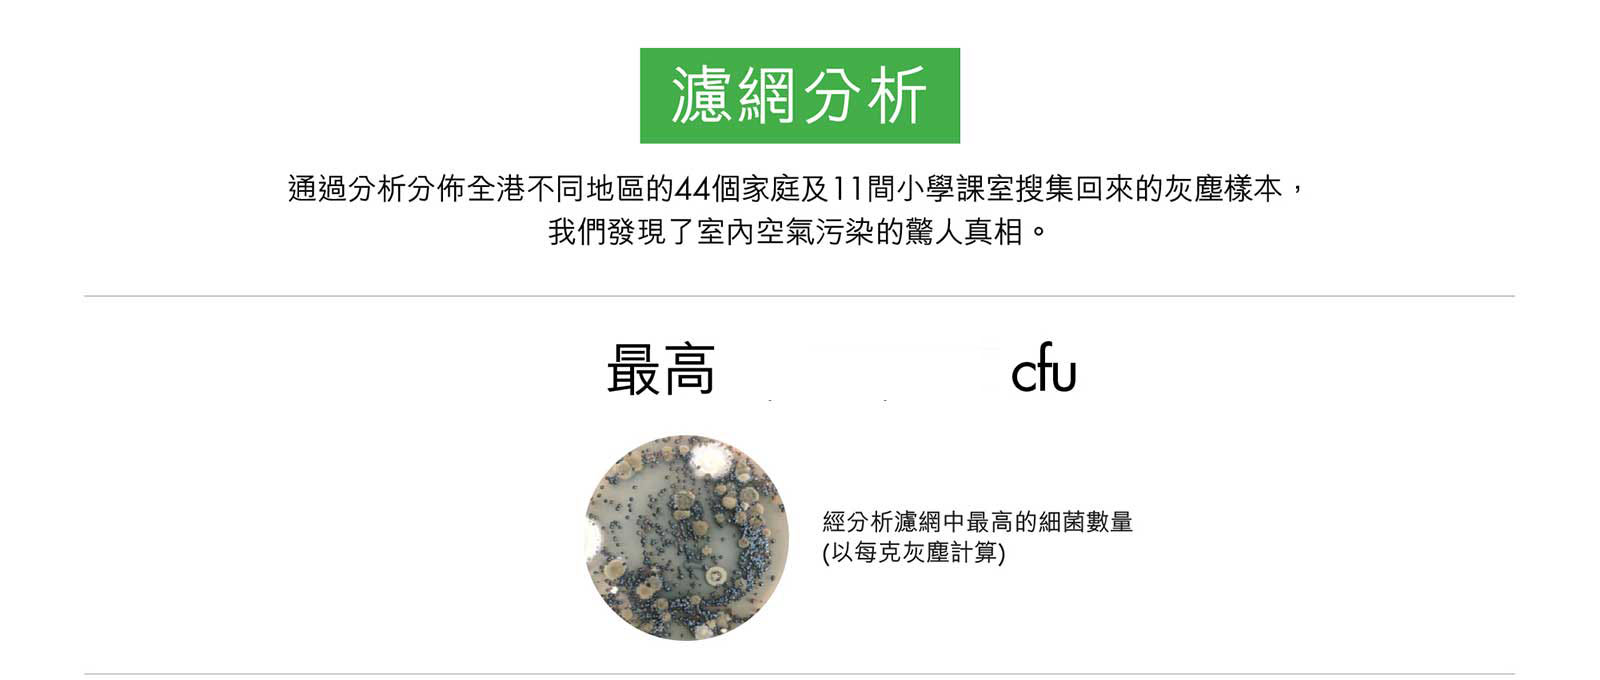 濾網分析
通過分析分佈全港不同地區的44個家庭及11間小學課室搜集回來的灰塵樣本，
我們發現了室內空氣污染的驚人真相。
最高 cfu
經分析濾網中最高的細菌數量
(以每克灰塵計算)